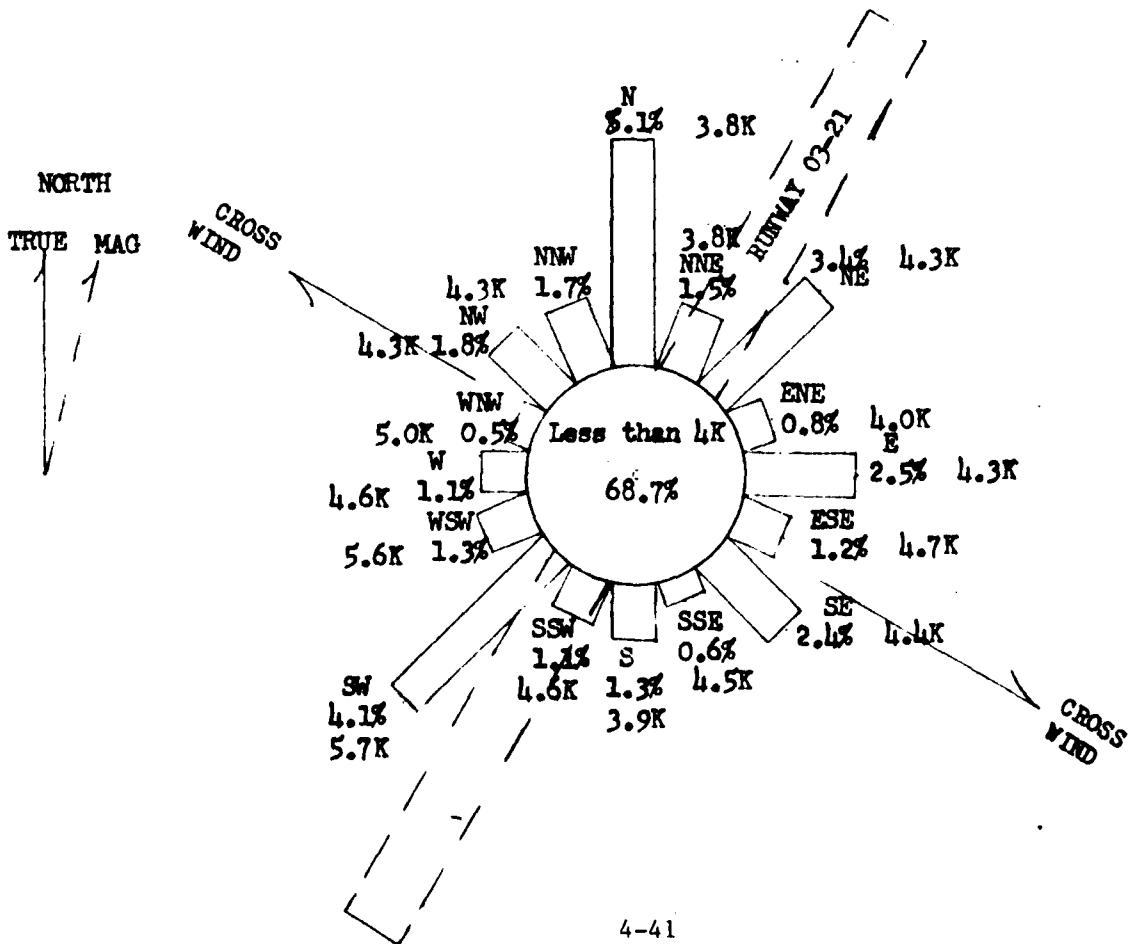 N
5.1% 3.8K
NORTH
TRUE MAG
CROSS
WIND
RUNWAY 03-21
3.8K
NNE
1.5%
3.4% 4.3K
NE
NNW
4.3K 1.7%
NW
4.3K 1.8%
WNW
5.0K 0.5%
ENE
0.8% 4.0K
Less than 4K
68.7%
E
2.5% 4.3K
W
4.6K 1.1%
WSW
5.6K 1.3%
ESE
1.2% 4.7K
SE
2.4% 4.4K
SSW
1.1%
4.6K
S
1.3%
3.9K
SSE
0.6%
4.5K
SW
4.1%
5.7K
CROSS
WIND
4-41